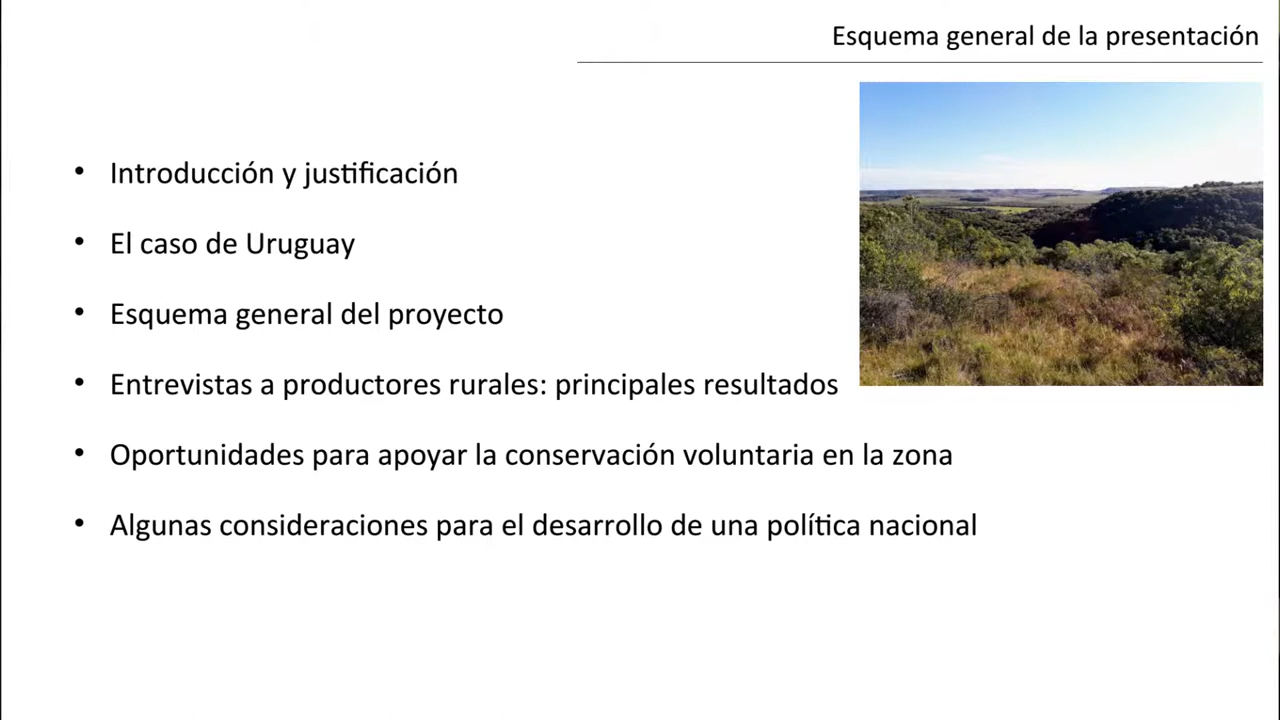 Esquema general de la presentación
• Introducción y justificación
• El caso de Uruguay
• Esquema general del proyecto
• Entrevistas a productores rurales: principales resultados
• Oportunidades para apoyar la conservación voluntaria en la zona
• Algunas consideraciones para el desarrollo de una política nacional